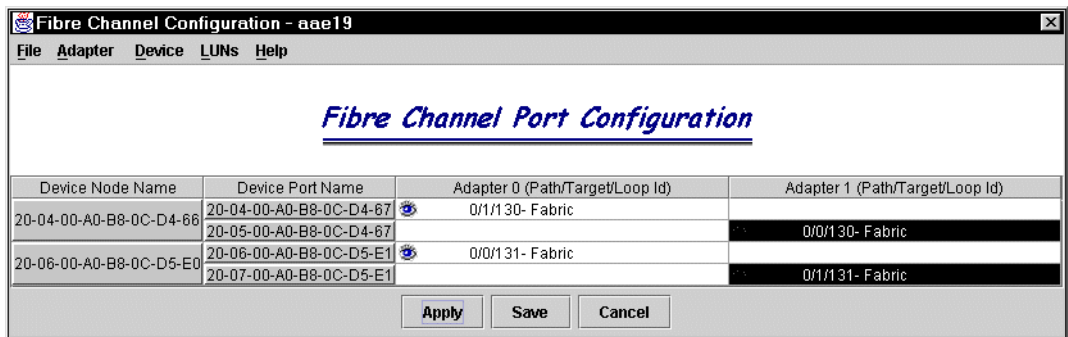 Fibre Channel Configuration - aae19
File Adapter Device LUNs Help
Fibre Channel Port Configuration
Device Node Name Device Port Name Adapter 0 (Path/Target/Loop Id) Adapter 1 (Path/Target/Loop Id)
20-04-00-A0-B8-0C-D4-66 20-04-00-A0-B8-0C-D4-67 0/1/130- Fabric
20-05-00-A0-B8-0C-D4-67 0/0/130- Fabric
20-06-00-A0-B8-0C-D5-E0 20-06-00-A0-B8-0C-D5-E1 0/0/131- Fabric
20-07-00-A0-B8-0C-D5-E1 0/1/131- Fabric
Apply Save Cancel